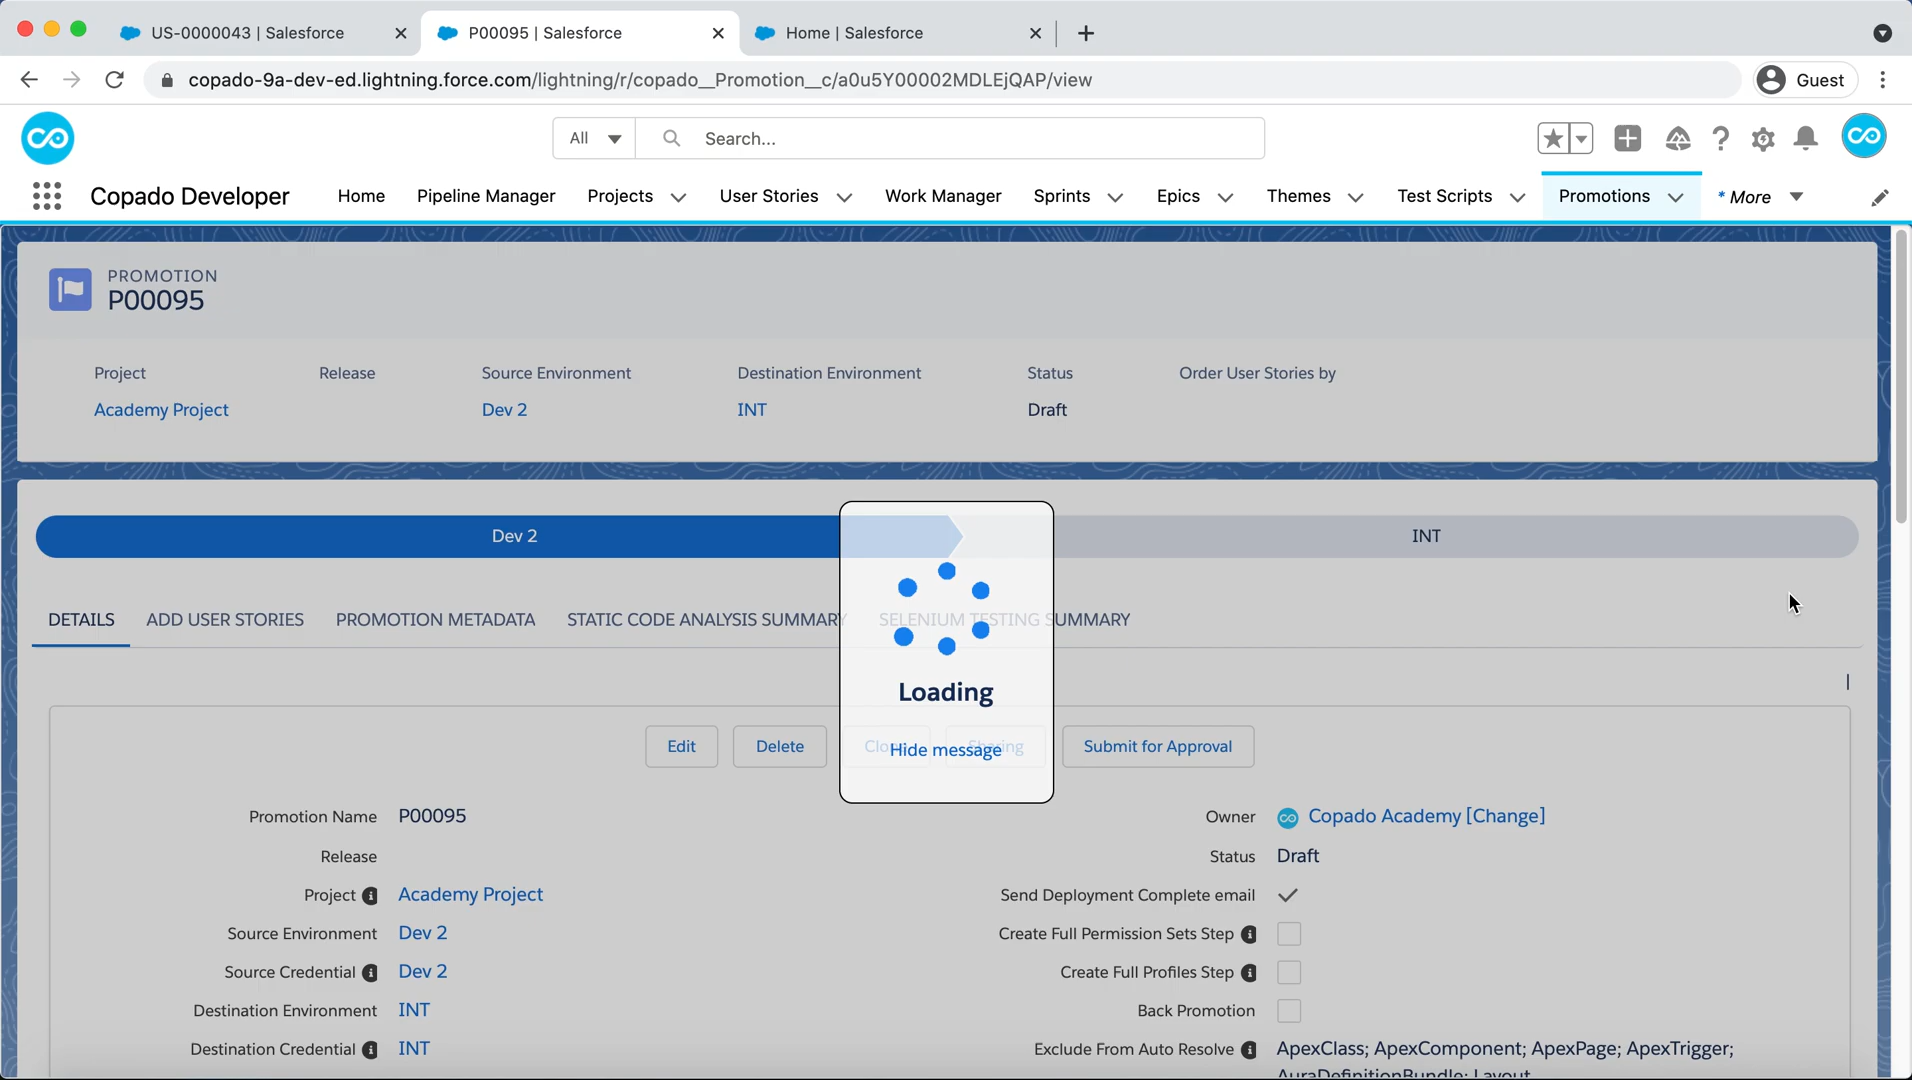 US-0000043 | Salesforce
P00095 | Salesforce
Home | Salesforce
copado-9a-dev-ed.lightning.force.com/lightning/r/copado__Promotion__c/a0u5Y00002MDLEjQAP/view
Guest
All
Search...
Copado Developer
Home
Pipeline Manager
Projects
User Stories
Work Manager
Sprints
Epics
Themes
Test Scripts
Promotions
* More
PROMOTION
P00095
Project
Release
Source Environment
Destination Environment
Status
Order User Stories by
Academy Project
Dev 2
INT
Draft
Dev 2
INT
DETAILS
ADD USER STORIES
PROMOTION METADATA
STATIC CODE ANALYSIS SUMMARY
SELENIUM TESTING SUMMARY
Loading
Hide message
Edit
Delete
Sharing
Submit for Approval
Promotion Name P00095
Owner Copado Academy [Change]
Release
Status Draft
Project Academy Project
Send Deployment Complete email
Source Environment Dev 2
Create Full Permission Sets Step
Source Credential Dev 2
Create Full Profiles Step
Destination Environment INT
Back Promotion
Destination Credential INT
Exclude From Auto Resolve ApexClass; ApexComponent; ApexPage; ApexTrigger;
AuraDefinitionBundle; Layout